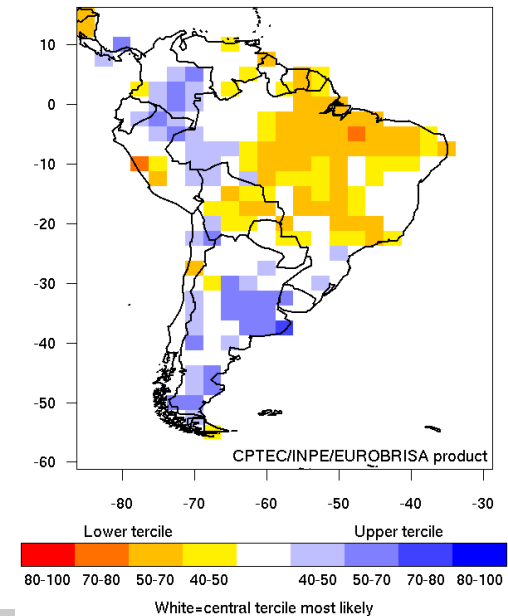 10
0
-10
-20
-30
-40
-50
-60
CPTEC/INPE/EUROBRISA product
-80 -70 -60 -50 -40 -30
Lower tercile Upper tercile
80-100 70-80 50-70 40-50 40-50 50-70 70-80 80-100
White=central tercile most likely